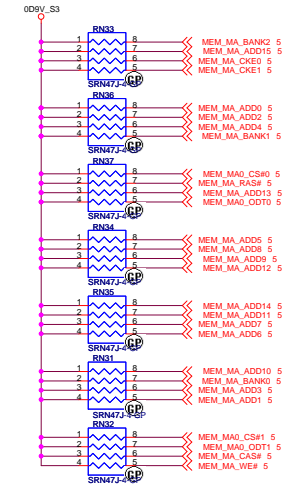 0D9V_S3
RN33
1 8 MEM_MA_BANK2 5
2 7 MEM_MA_ADD15 5
3 6 MEM_MA_CKE0 5
4 5 MEM_MA_CKE1 5
SRN47J-4-GP
GP
RN36
1 8 MEM_MA_ADD0 5
2 7 MEM_MA_ADD2 5
3 6 MEM_MA_ADD4 5
4 5 MEM_MA_BANK1 5
SRN47J-4-GP
GP
RN37
1 8 MEM_MA0_CS#0 5
2 7 MEM_MA_RAS# 5
3 6 MEM_MA_ADD13 5
4 5 MEM_MA0_ODT0 5
SRN47J-4-GP
GP
RN34
1 8 MEM_MA_ADD5 5
2 7 MEM_MA_ADD8 5
3 6 MEM_MA_ADD9 5
4 5 MEM_MA_ADD12 5
SRN47J-4-GP
GP
RN35
1 8 MEM_MA_ADD14 5
2 7 MEM_MA_ADD11 5
3 6 MEM_MA_ADD7 5
4 5 MEM_MA_ADD6 5
SRN47J-4-GP
GP
RN31
1 8 MEM_MA_ADD10 5
2 7 MEM_MA_BANK0 5
3 6 MEM_MA_ADD3 5
4 5 MEM_MA_ADD1 5
SRN47J-4-GP
GP
RN32
1 8 MEM_MA0_CS#1 5
2 7 MEM_MA0_ODT1 5
3 6 MEM_MA_CAS# 5
4 5 MEM_MA_WE# 5
SRN47J-4-GP
GP